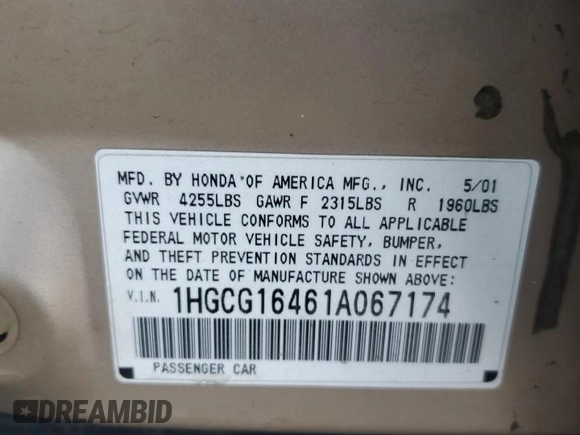 MFD. BY HONDA OF AMERICA MFG., INC. 5/01
GVWR 4255LBS GAWR F 2315LBS R 1960LBS
THIS VEHICLE CONFORMS TO ALL APPLICABLE
FEDERAL MOTOR VEHICLE SAFETY, BUMPER,
AND THEFT PREVENTION STANDARDS IN EFFECT
ON THE DATE OF MANUFACTURE SHOWN ABOVE:
V.I.N. 1HGCG16461A067174
PASSENGER CAR
DREAMBID